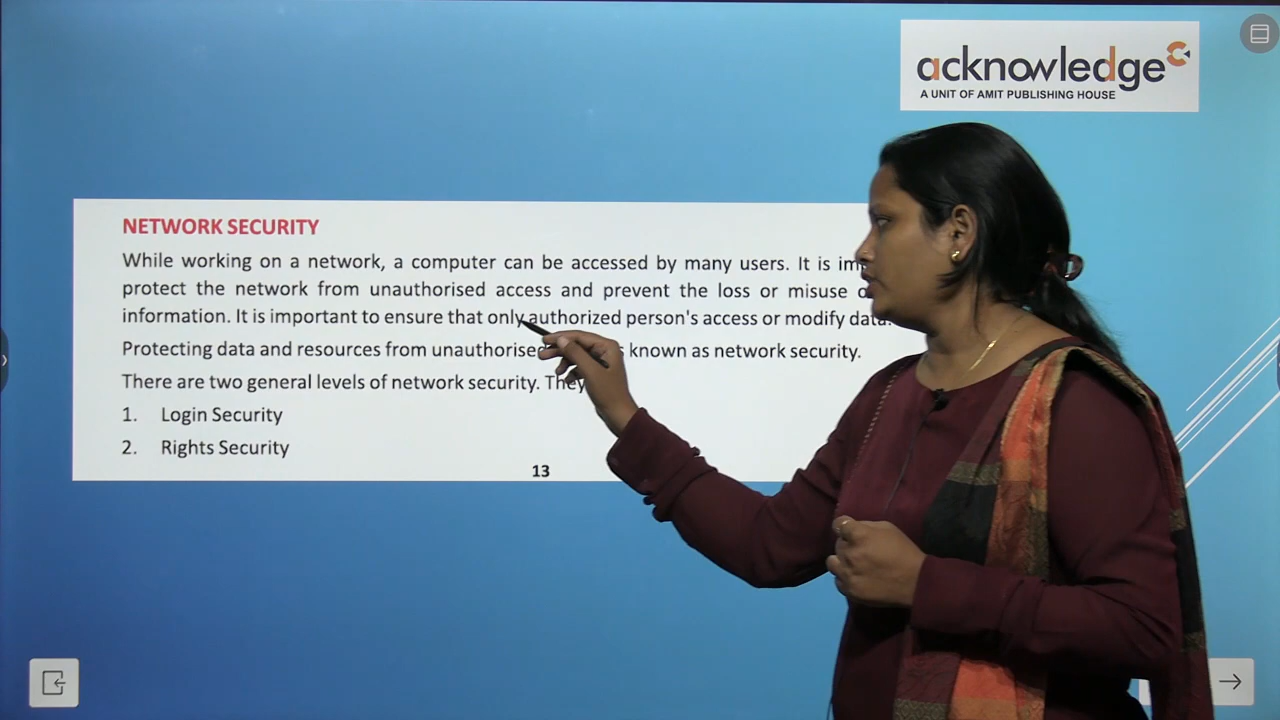 acknowledge
A UNIT OF AMIT PUBLISHING HOUSE
NETWORK SECURITY
While working on a network, a computer can be accessed by many users. It is
protect the network from unauthorised access and prevent the loss or misuse
information. It is important to ensure that only authorized person's access or modify data.
Protecting data and resources from known as network security.
There are two general levels of network security. They
1. Login Security
2. Rights Security
13